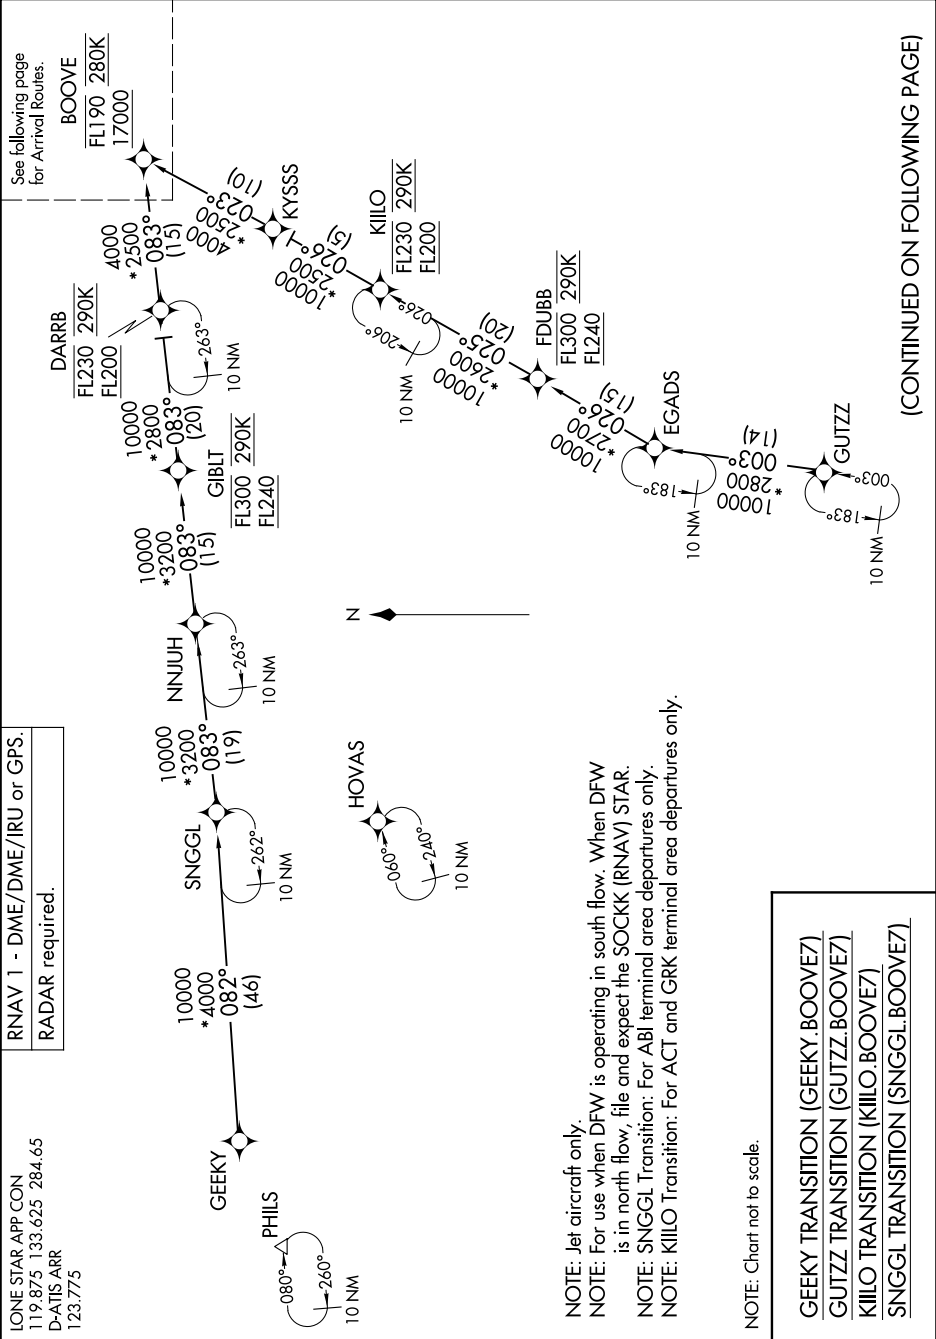 LONE STAR APP CON
119.875 133.625 284.65
D-ATIS ARR
123.775
RNAV 1 - DME/DME/IRU or GPS.
RADAR required.
See following page
for Arrival Routes.
BOOVE
FL190 280K
17000
DARRB
FL230 290K
FL200
4000
*2500
083°
(15)
263°
10 NM
10000
*2800
083°
(20)
GIBLT
FL300 290K
FL240
10000
*3200
083°
(15)
NNJUH
263°
10 NM
10000
*3200
083°
(19)
SNGGL
262°
10 NM
10000
*4000
082°
(46)
GEEKY
PHILS
080°
260°
10 NM
HOVAS
060°
240°
10 NM
N
4000
*2500
023°
(10)
KYSSS
10000
*2500
026°
(5)
KIILO
FL230 290K
FL200
026°
206°
10 NM
10000
*2600
025°
(20)
FDUBB
FL300 290K
FL240
10000
*2700
026°
(15)
EGADS
183°
10 NM
10000
*2800
003°
(14)
GUTZZ
003°
183°
10 NM
NOTE: Jet aircraft only.
NOTE: For use when DFW is operating in south flow. When DFW
is in north flow, file and expect the SOCKK (RNAV) STAR.
NOTE: SNGGL Transition: For ABI terminal area departures only.
NOTE: KIILO Transition: For ACT and GRK terminal area departures only.
NOTE: Chart not to scale.
GEEKY TRANSITION (GEEKY.BOOVE7)
GUTZZ TRANSITION (GUTZZ.BOOVE7)
KIILO TRANSITION (KIILO.BOOVE7)
SNGGL TRANSITION (SNGGL.BOOVE7)
(CONTINUED ON FOLLOWING PAGE)